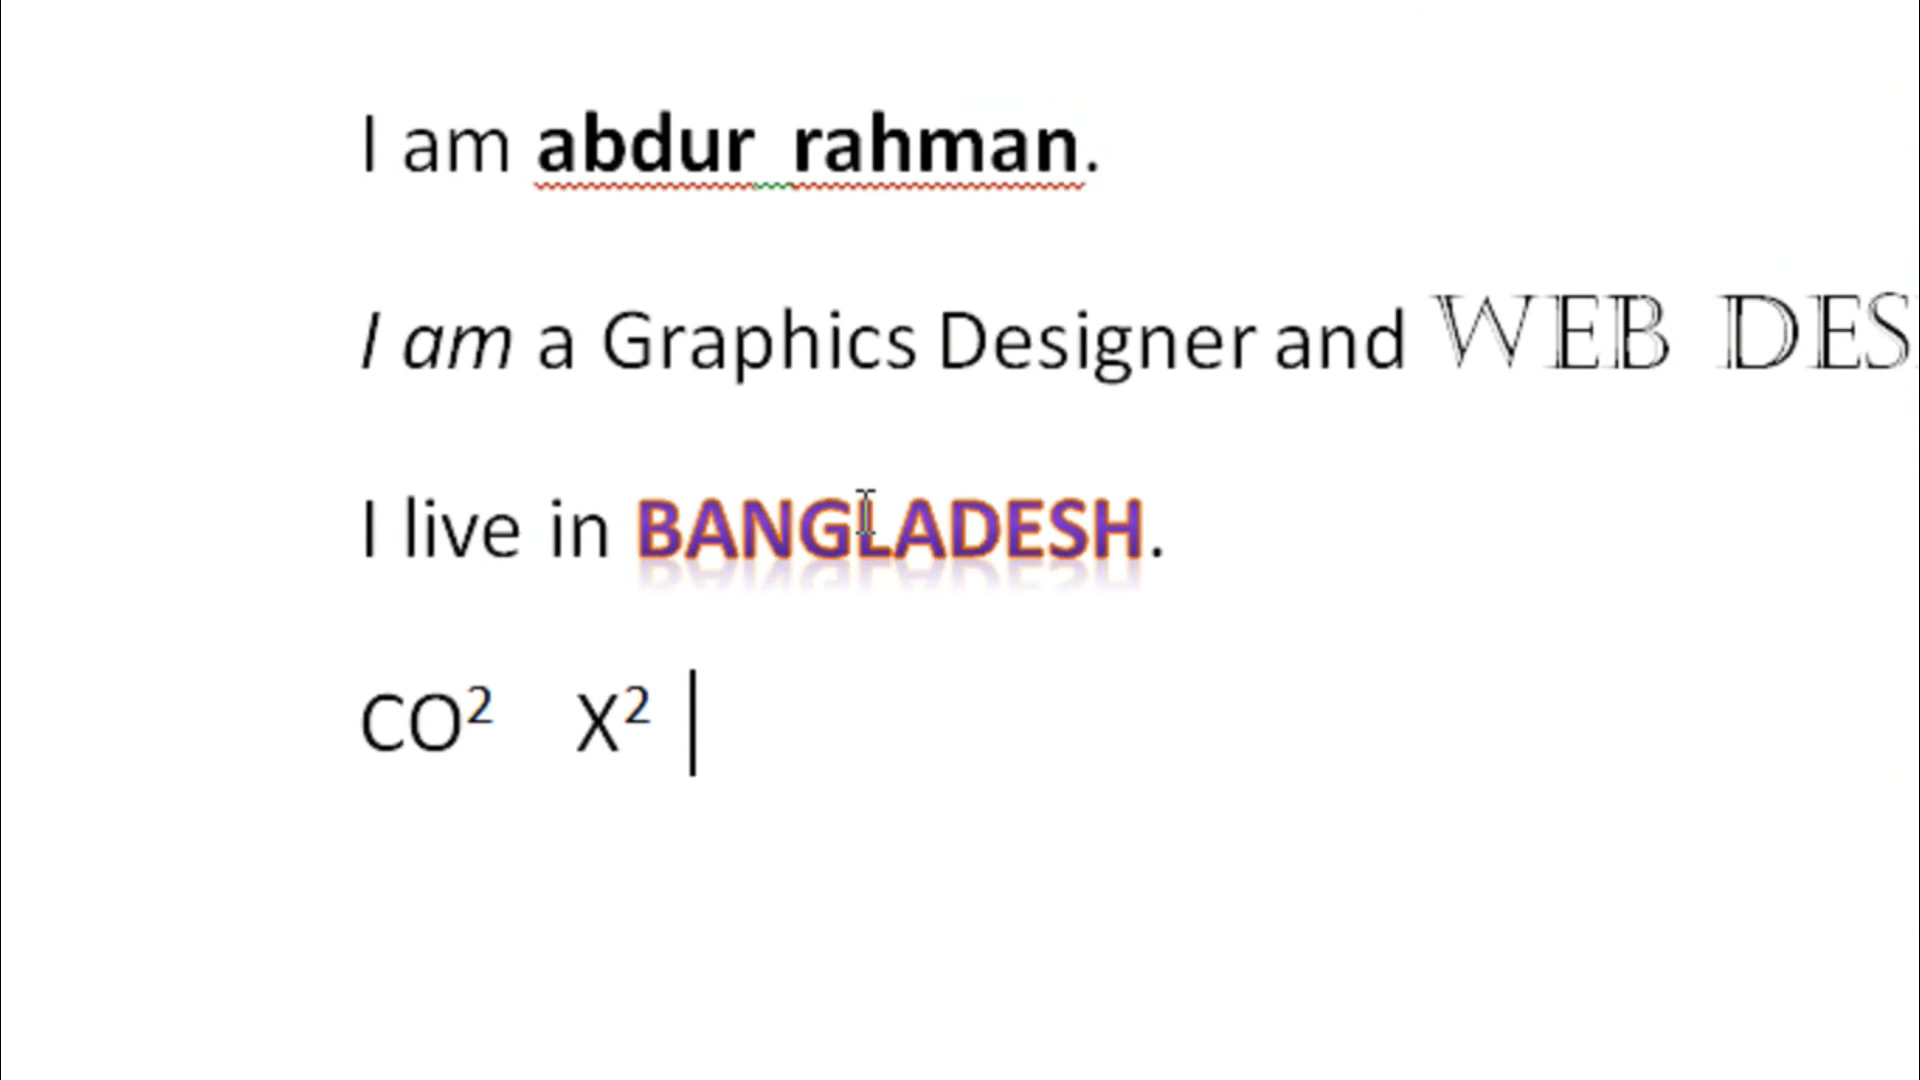 I am abdur  rahman.
I am a Graphics Designer and WEB DES
I live in BANGLADESH.
CO² X²